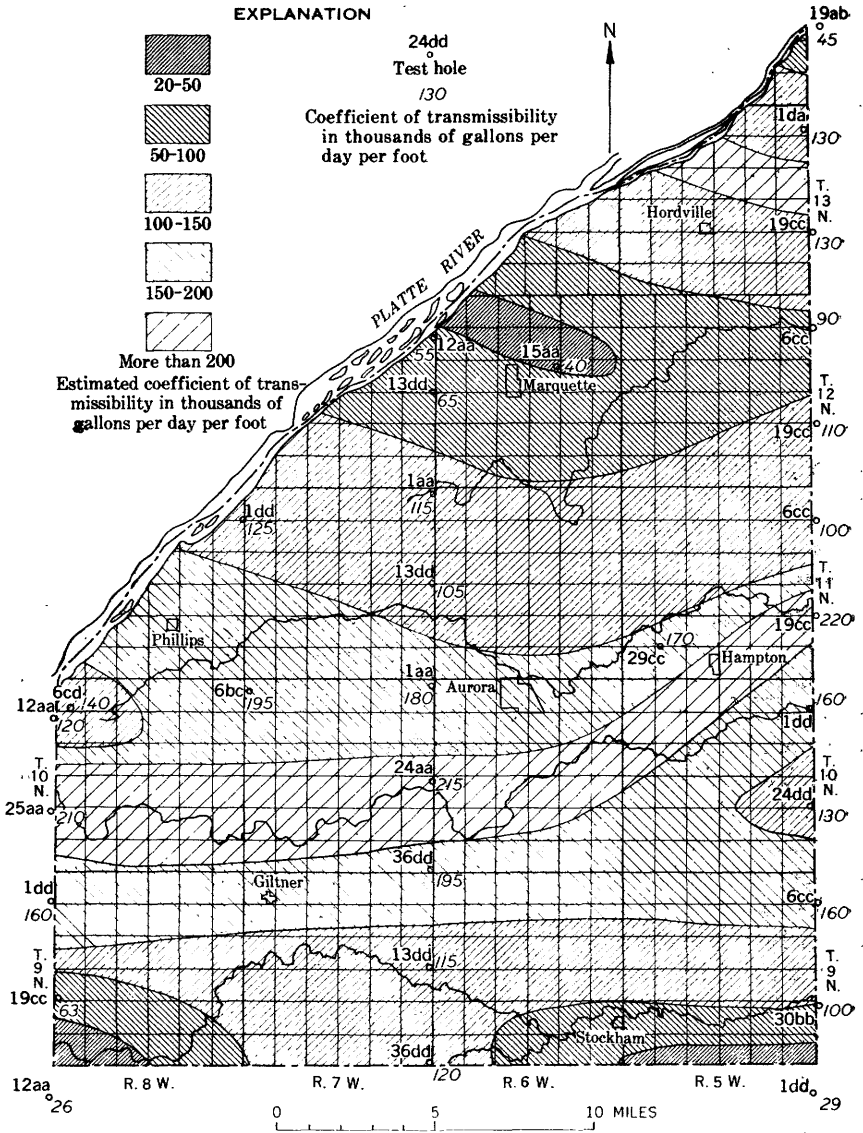 EXPLANATION
20-50
50-100
100-150
150-200
More than 200
Estimated coefficient of trans-
missibility in thousands of
gallons per day per foot
24dd
Test hole
130
Coefficient of transmissibility
in thousands of gallons per
day per foot
N
19ab
45
1da
130
T.
13
N.
Hordville
19cc
130
PLATTE RIVER
90
6cc
12aa
55
15aa
40
Marquette
13dd
65
T.
12
N.
19cc
110
1aa
115
1dd
125
6cc
100
13dd
105
T.
11
N.
19cc
220
Phillips
170
29cc
Hampton
1aa
180
Aurora
6bc
195
6cd
140
12aa
120
160
1dd
T.
10
N.
24aa
215
T.
10
N.
25aa
210
24dd
130
36dd
195
Giltner
1dd
160
6cc
160
T.
9
N.
13dd
115
T.
9
N.
19cc
63
100
30bb
Stockham
36dd
120
12aa
26
R. 8 W.
R. 7 W.
R. 6 W.
R. 5 W.
1dd
29
0 5 10 MILES